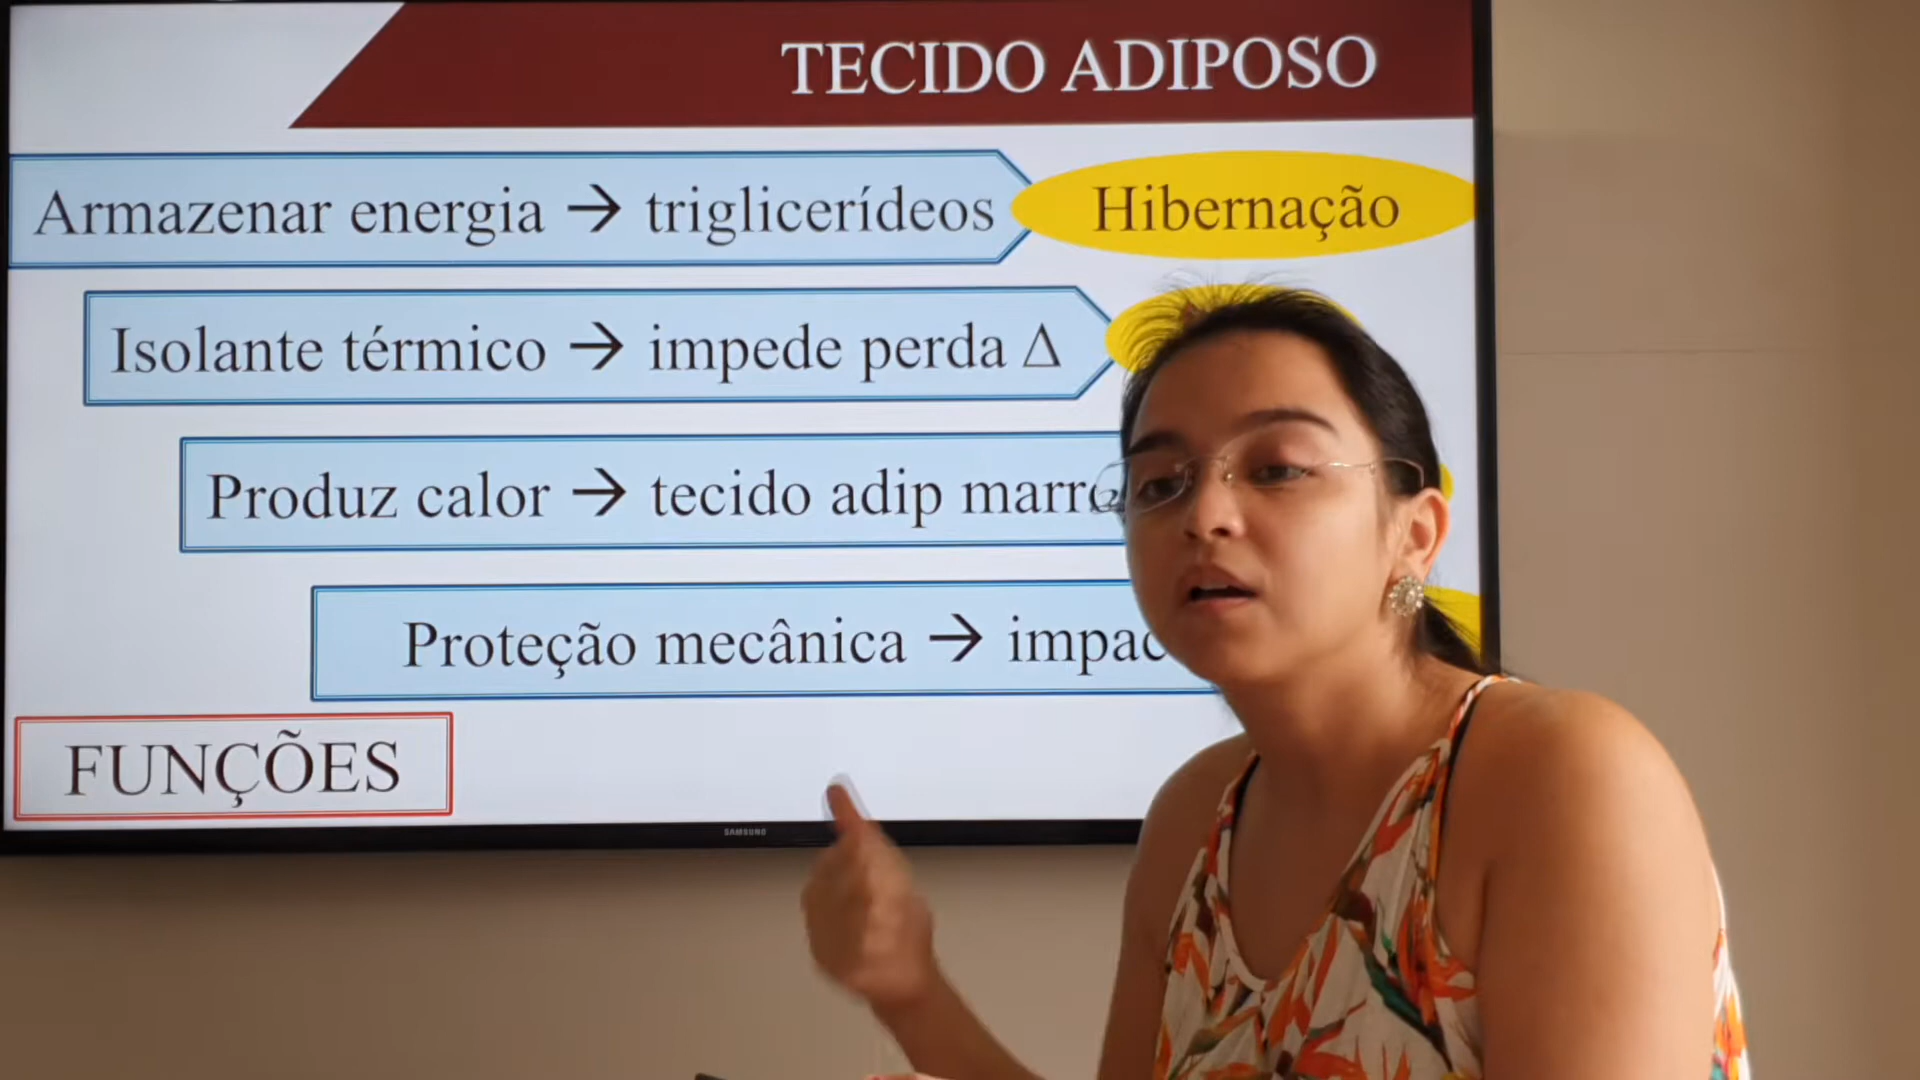 TECIDO ADIPOSO
Armazenar energia → triglicerídeos
Hibernação
Isolante térmico → impede perda Δ
Produz calor → tecido adip
Proteção mecânica →
FUNÇÕES
SAMSUNG